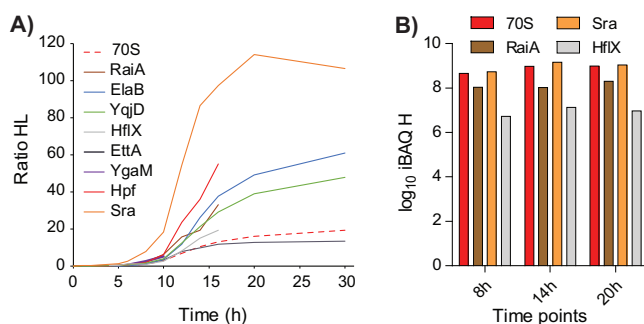 A)
Ratio HL
120
100
80
60
40
20
0
70S
RaiA
ElaB
YqjD
HflX
EttA
YgaM
Hpf
Sra
0 5 10 15 20 25 30
Time (h)
B)
70S Sra
RaiA HflX
log10 iBAQ H
10
8
6
4
2
0
8h 14h 20h
Time points